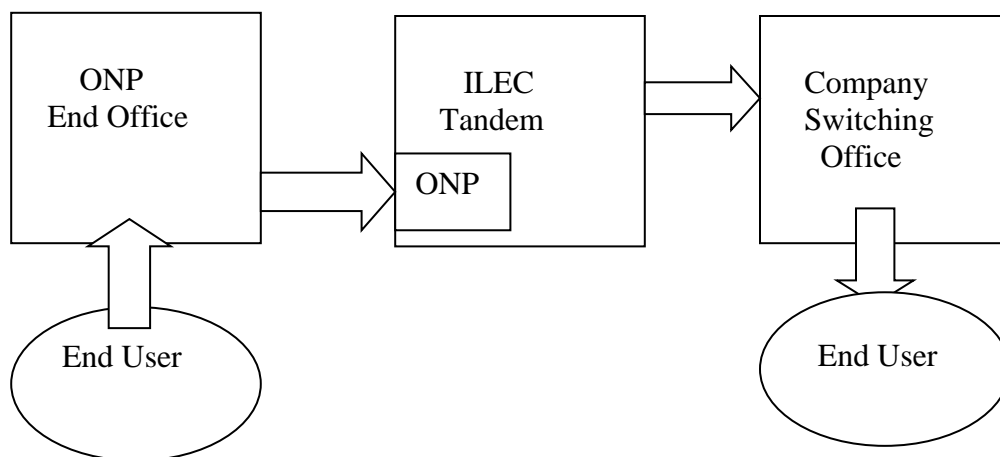 ONP
End Office
ILEC
Tandem
ONP
Company
Switching
Office
End User
End User